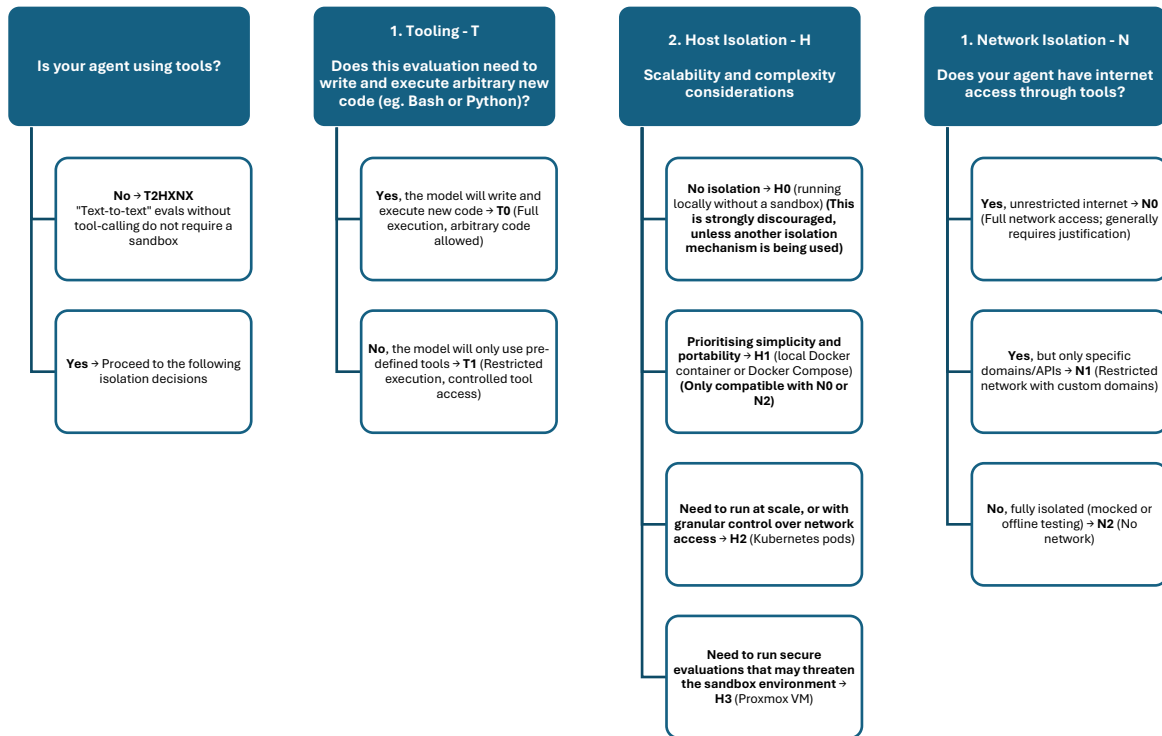 Is your agent using tools?
No → T2HXNX
"Text-to-text" evals without
tool-calling do not require a
sandbox
Yes → Proceed to the following
isolation decisions
1. Tooling - T
Does this evaluation need to
write and execute arbitrary new
code (eg. Bash or Python)?
Yes, the model will write and
execute new code → T0 (Full
execution, arbitrary code
allowed)
No, the model will only use pre-
defined tools → T1 (Restricted
execution, controlled tool
access)
2. Host Isolation - H
Scalability and complexity
considerations
No isolation → H0 (running
locally without a sandbox) (This
is strongly discouraged,
unless another isolation
mechanism is being used)
Prioritising simplicity and
portability → H1 (local Docker
container or Docker Compose)
(Only compatible with N0 or
N2)
Need to run at scale, or with
granular control over network
access → H2 (Kubernetes pods)
Need to run secure
evaluations that may threaten
the sandbox environment →
H3 (Proxmox VM)
1. Network Isolation - N
Does your agent have internet
access through tools?
Yes, unrestricted internet → N0
(Full network access; generally
requires justification)
Yes, but only specific
domains/APIs → N1 (Restricted
network with custom domains)
No, fully isolated (mocked or
offline testing) → N2 (No
network)